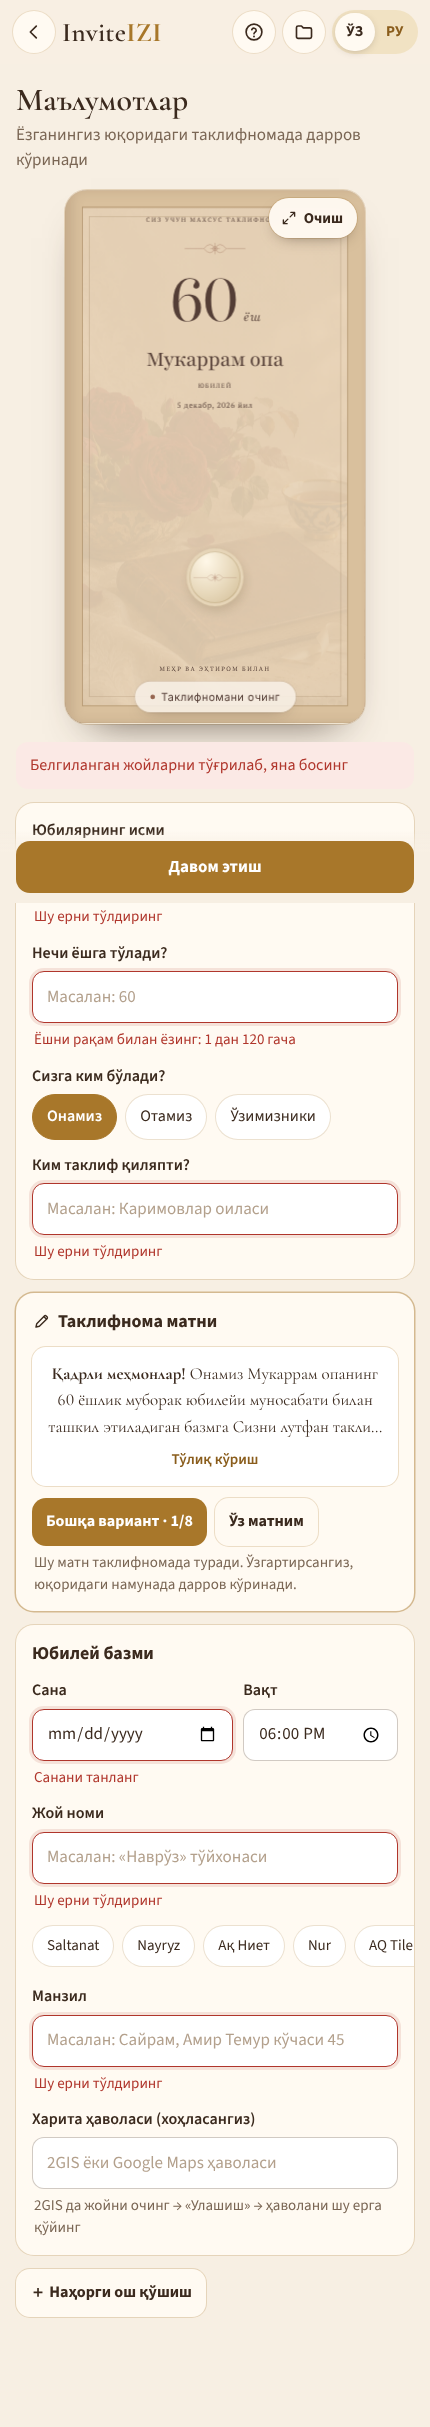 InviteIZI
ЎЗ РУ
Маълумотлар
Ёзганингиз юқоридаги таклифномада дарров
кўринади
СИЗ УЧУН МАХСУС
Очиш
60 ёш
Мукаррам опа
ЮБИЛЕЙ
5 декабр, 2026 йил
МЕҲР ВА ЭҲТИРОМ БИЛАН
Таклифномани очинг
Белгиланган жойларни тўғрилаб, яна босинг
Юбилярнинг исми
Давом этиш
Шу ерни тўлдиринг
Нечи ёшга тўлади?
Масалан: 60
Ёшни рақам билан ёзинг: 1 дан 120 гача
Сизга ким бўлади?
Онамиз Отамиз Ўзимизники
Ким таклиф қиляпти?
Масалан: Каримовлар оиласи
Шу ерни тўлдиринг
Таклифнома матни
Қадрли меҳмонлар! Онамиз Мукаррам опанинг
60 ёшлик муборак юбилейи муносабати билан
ташкил этиладиган базмга Сизни лутфан такли...
Тўлиқ кўриш
Бошқа вариант · 1/8 Ўз матним
Шу матн таклифномада туради. Ўзгартирсангиз,
юқоридаги намунада дарров кўринади.
Юбилей базми
Сана Вақт
mm/dd/yyyy 06:00 PM
Санани танланг
Жой номи
Масалан: «Наврўз» тўйхонаси
Шу ерни тўлдиринг
Saltanat Nayryz Ақ Ниет Nur AQ Tile
Манзил
Масалан: Сайрам, Амир Темур кўчаси 45
Шу ерни тўлдиринг
Харита ҳаволаси (хоҳласангиз)
2GIS ёки Google Maps ҳаволаси
2GIS да жойни очинг → «Улашиш» → ҳаволани шу ерга
қўйинг
+ Наҳорги ош қўшиш